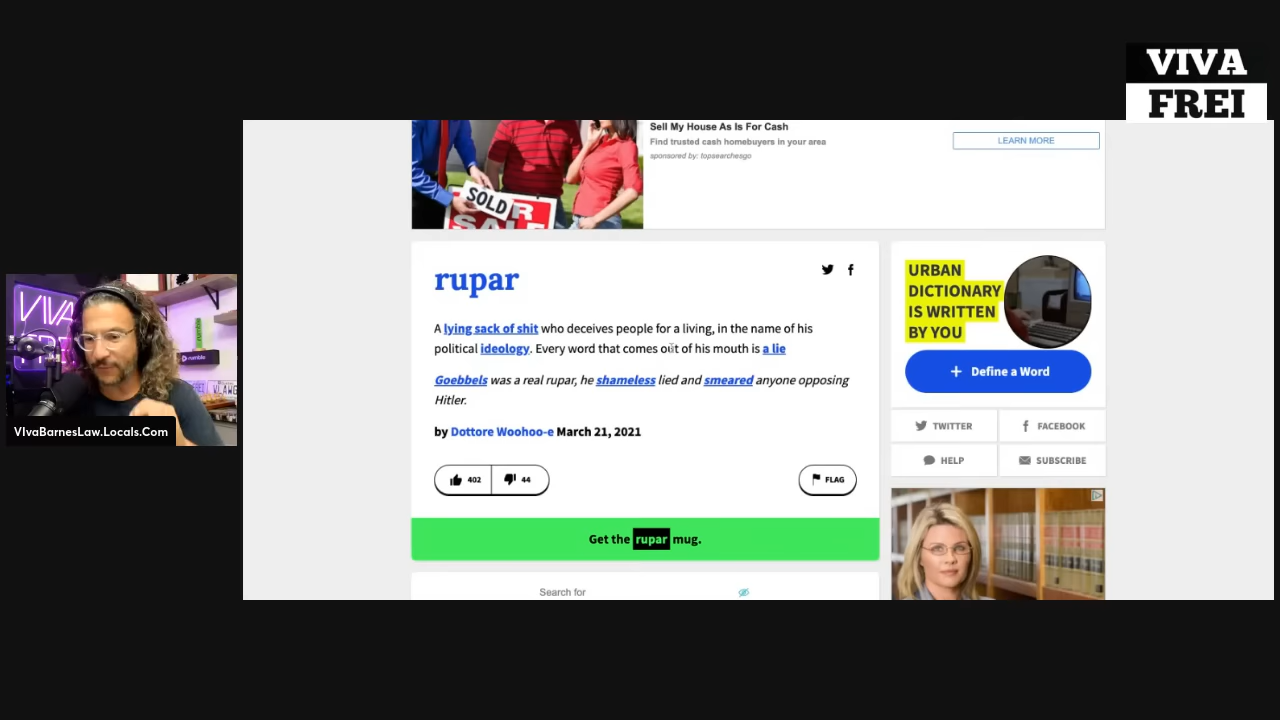 VIVA
FREI
Sell My House As Is For Cash
Find trusted cash homebuyers in your area
sponsored by: topsearchesgo
LEARN MORE
SOLD
rupar
A lying sack of shit who deceives people for a living, in the name of his
political ideology. Every word that comes out of his mouth is a lie
Goebbels was a real rupar, he shameless lied and smeared anyone opposing
Hitler.
by Dottore Woohoo-e March 21, 2021
402
44
FLAG
Get the rupar mug.
Search for
URBAN
DICTIONARY
IS WRITTEN
BY YOU
+ Define a Word
TWITTER
FACEBOOK
HELP
SUBSCRIBE
VIVA
rumble
VIvaBarnesLaw.Locals.Com